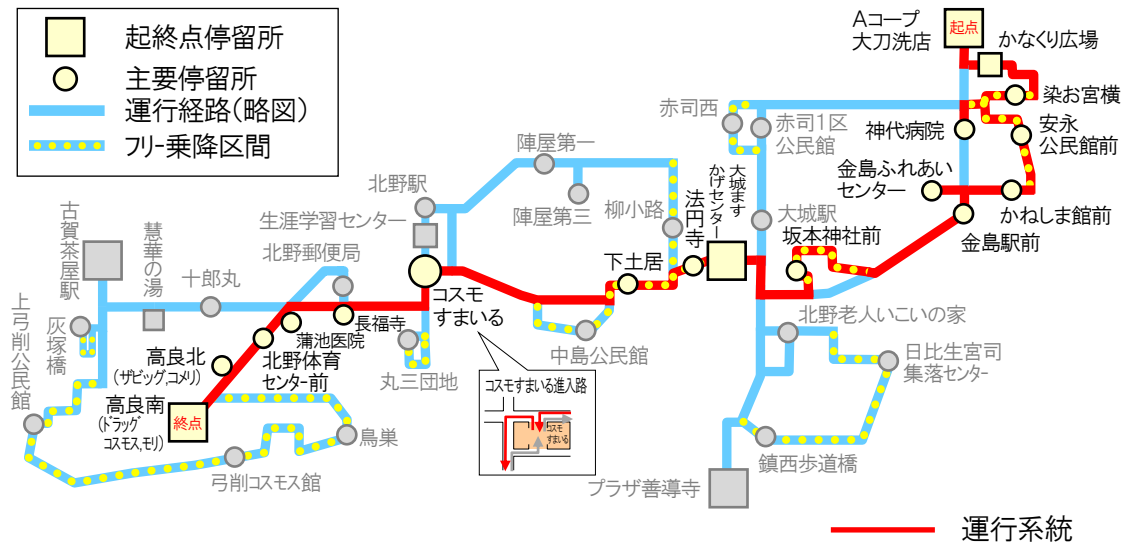 起終点停留所
主要停留所
運行経路(略図)
フリー乗降区間
Aコープ
大刀洗店
起点
かなくり広場
染お宮横
神代病院
安永
公民館前
金島ふれあい
センター
かねしま館前
金島駅前
赤司西
赤司1区
公民館
大城駅
坂本神社前
大城ます
かげセンター
法円寺
柳小路
下土居
陣屋第一
陣屋第三
北野駅
生涯学習センター
北野郵便局
コスモ
すまいる
中島公民館
長福寺
蒲池医院
丸三団地
北野体育
センター前
高良北
(ザビッグ,コメリ)
高良南
(ドラッグ
コスモス,モリ)
終点
古賀茶屋駅
慧華の湯
十郎丸
灰塚橋
上弓削公民館
弓削コスモス館
鳥巣
コスモすまいる進入路
コスモ
すまいる
北野老人いこいの家
日比生宮司
集落センター
鎮西歩道橋
プラザ善導寺
運行系統